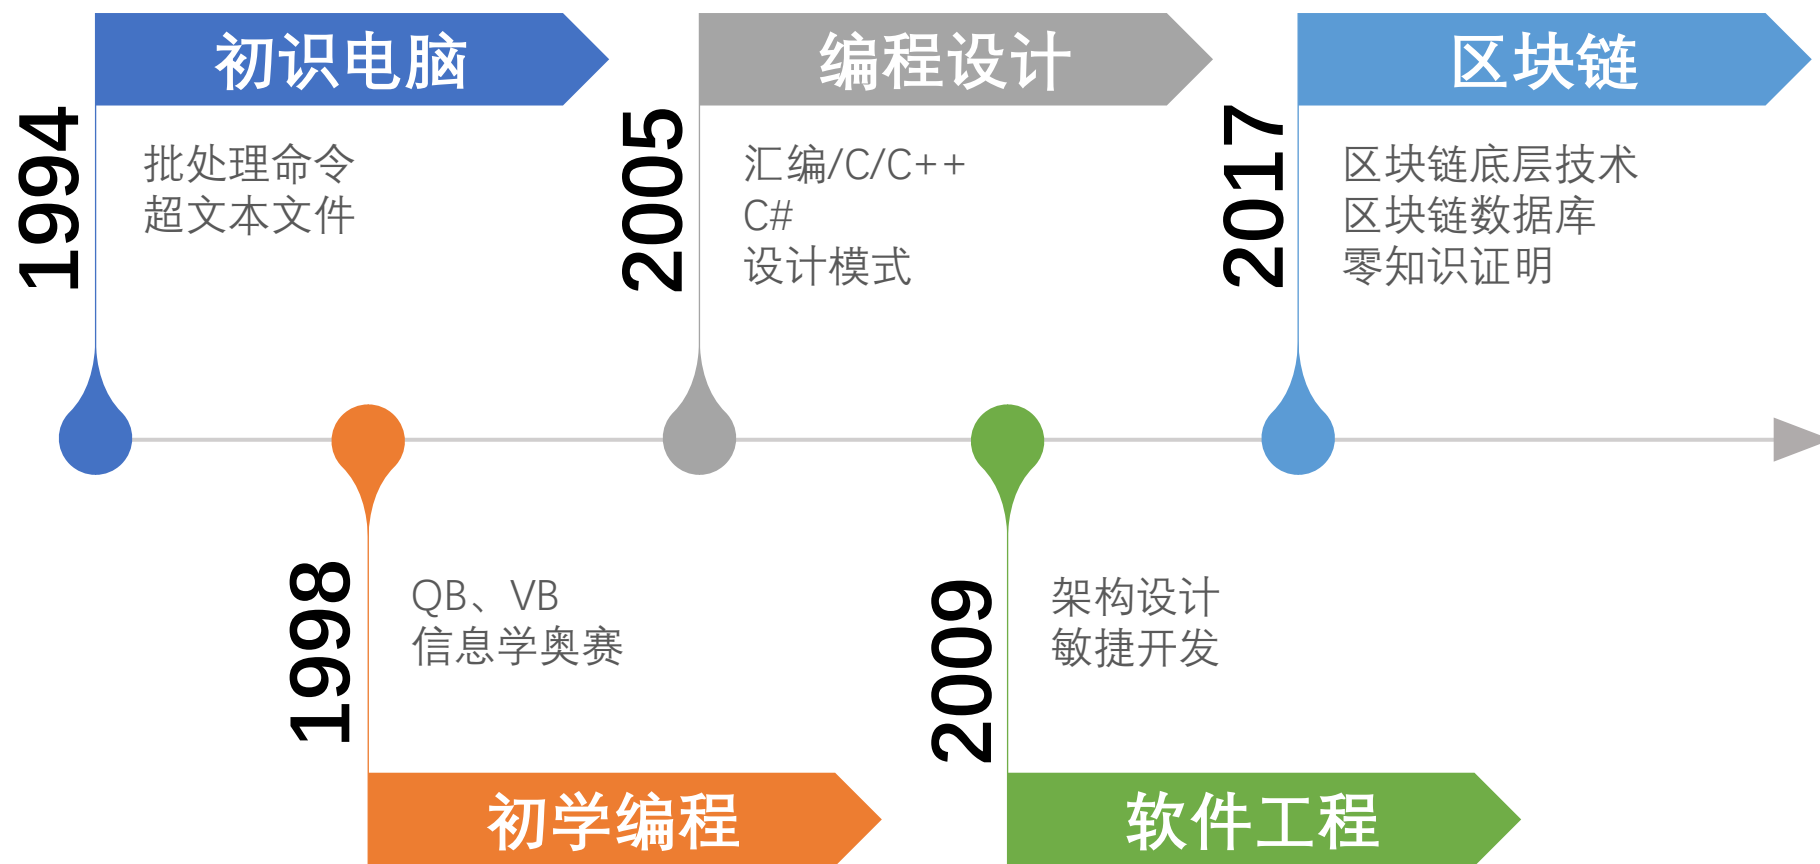 1994
初识电脑
批处理命令
超文本文件
1998
QB、VB
信息学奥赛
初学编程
2005
编程设计
汇编/C/C++
C#
设计模式
2009
架构设计
敏捷开发
软件工程
2017
区块链
区块链底层技术
区块链数据库
零知识证明